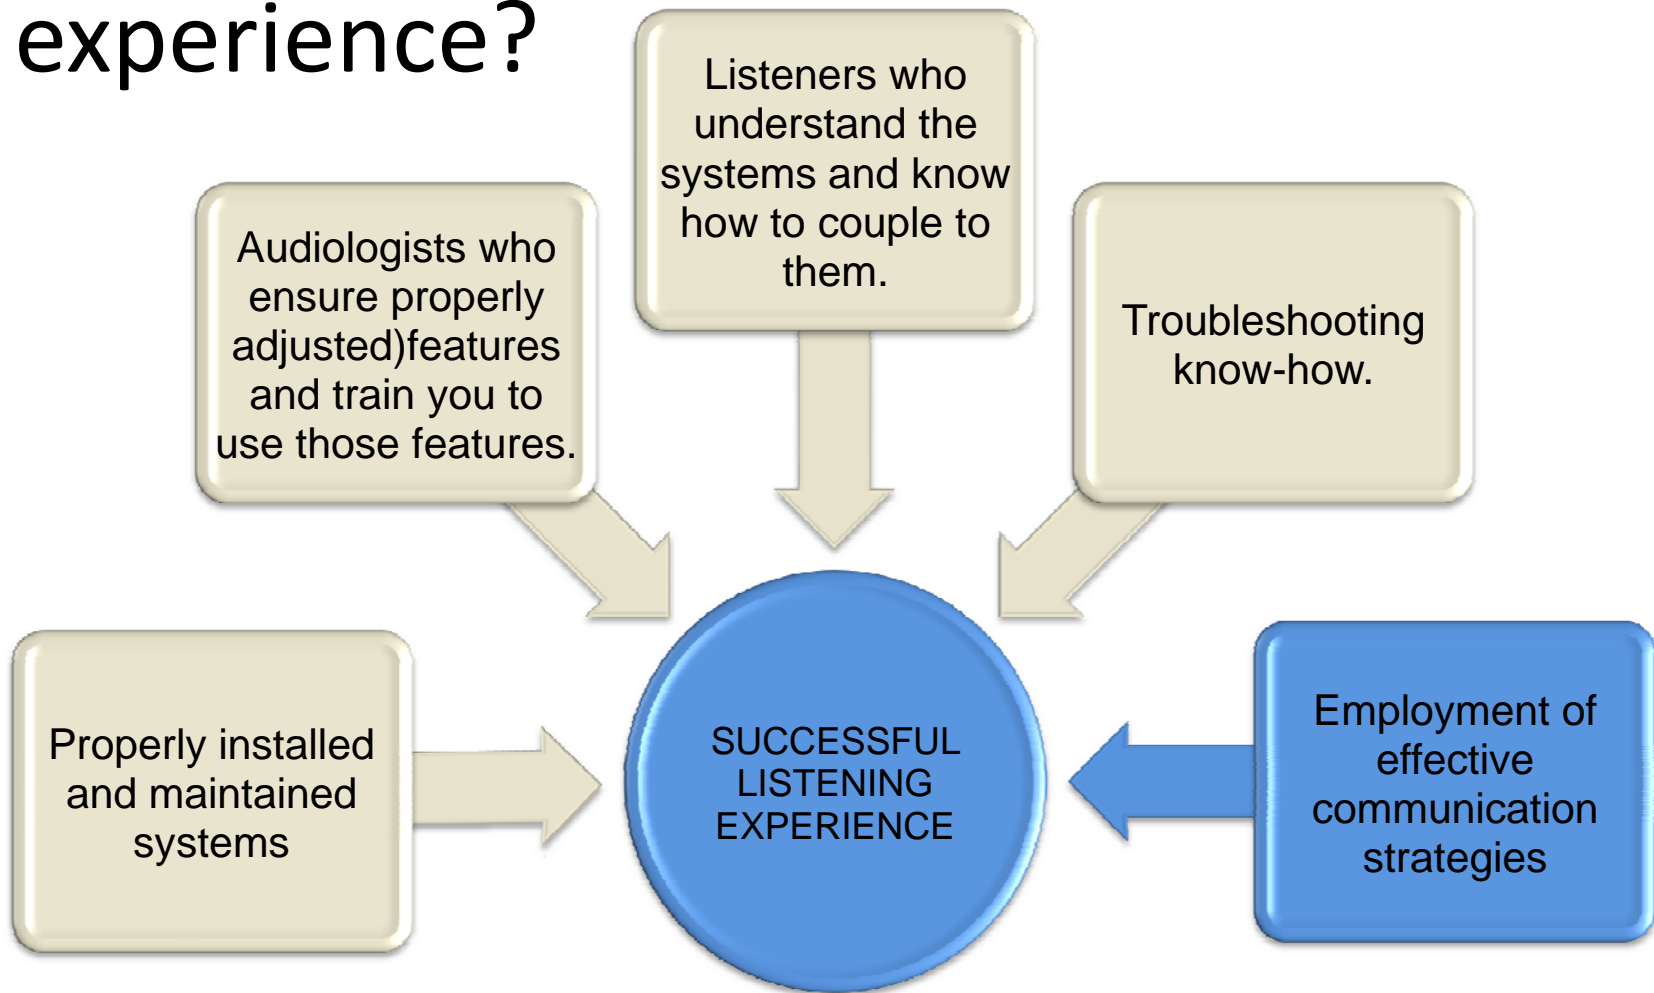 experience?
Listeners who
understand the
systems and know
how to couple to
them.
Audiologists who
ensure properly
adjusted)features
and train you to
use those features.
Troubleshooting
know-how.
Properly installed
and maintained
systems
SUCCESSFUL
LISTENING
EXPERIENCE
Employment of
effective
communication
strategies